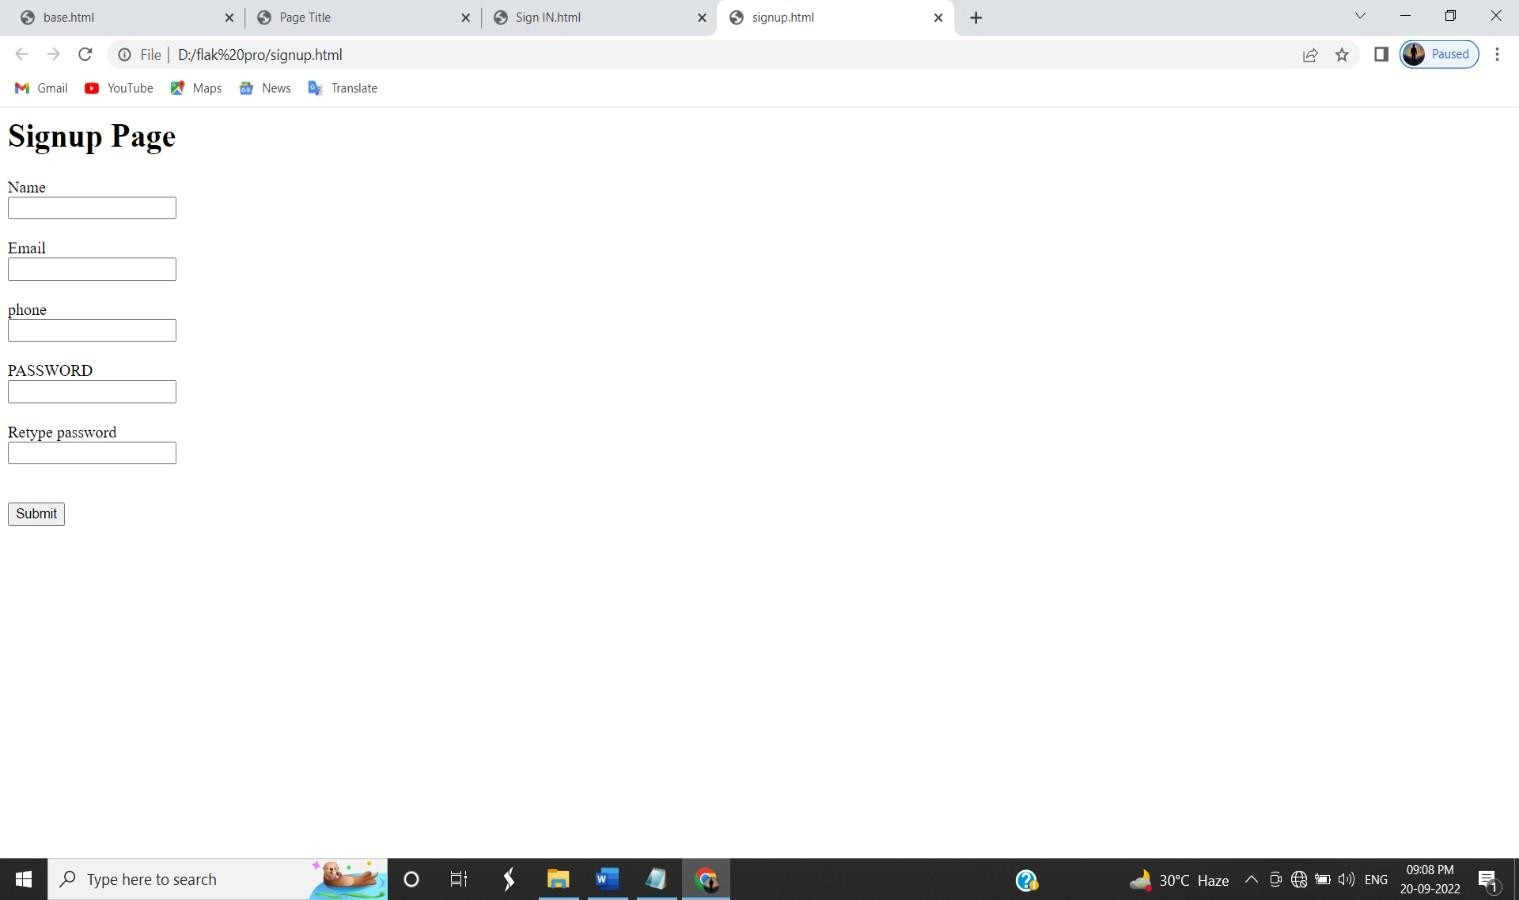 base.html
Page Title
Sign IN.html
signup.html
File
D:/flak%20pro/signup.html
Paused
Gmail
YouTube
Maps
News
Translate
Signup Page
Name
Email
phone
PASSWORD
Retype password
Submit
Type here to search
30°C Haze
ENG
09:08 PM
20-09-2022
1